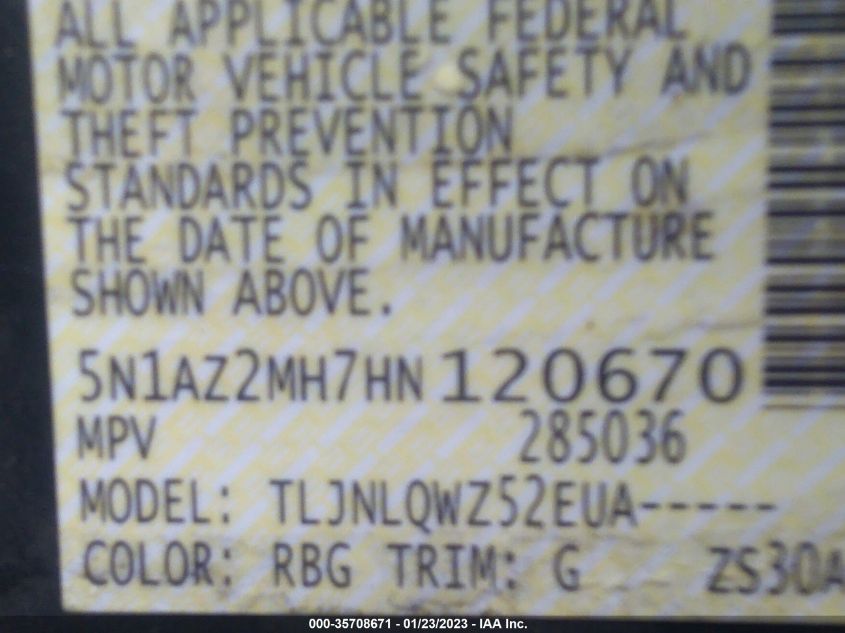 ALL APPLICABLE FEDERAL
MOTOR VEHICLE SAFETY AND
THEFT PREVENTION
STANDARDS IN EFFECT ON
THE DATE OF MANUFACTURE
SHOWN ABOVE.
5N1AZ2MH7HN120670
MPV 285036
MODEL: TLJNLQWZ52EUA-----
COLOR: RBG TRIM: G ZS30A
000-35708671 - 01/23/2023 - IAA Inc.